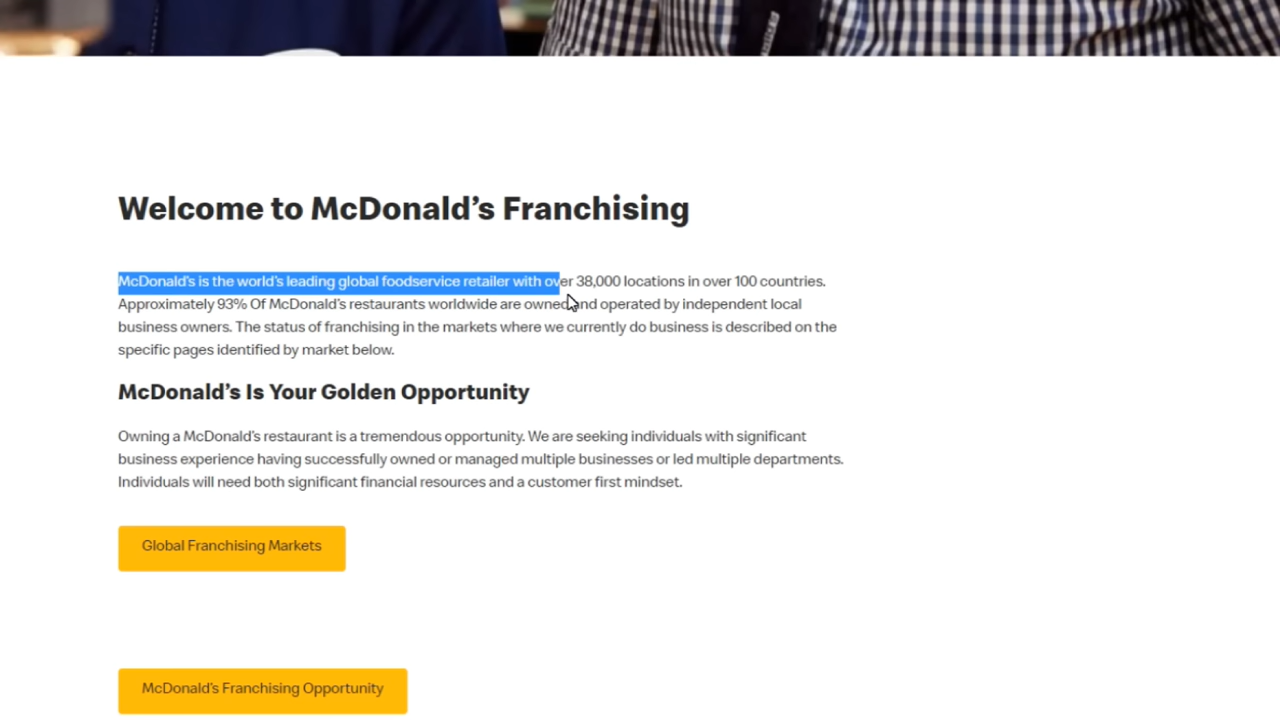 Welcome to McDonald's Franchising
McDonald's is the world's leading global foodservice retailer with over 38,000 locations in over 100 countries.
Approximately 93% Of McDonald's restaurants worldwide are owned and operated by independent local
business owners. The status of franchising in the markets where we currently do business is described on the
specific pages identified by market below.
McDonald's Is Your Golden Opportunity
Owning a McDonald's restaurant is a tremendous opportunity. We are seeking individuals with significant
business experience having successfully owned or managed multiple businesses or led multiple departments.
Individuals will need both significant financial resources and a customer first mindset.
Global Franchising Markets
McDonald's Franchising Opportunity